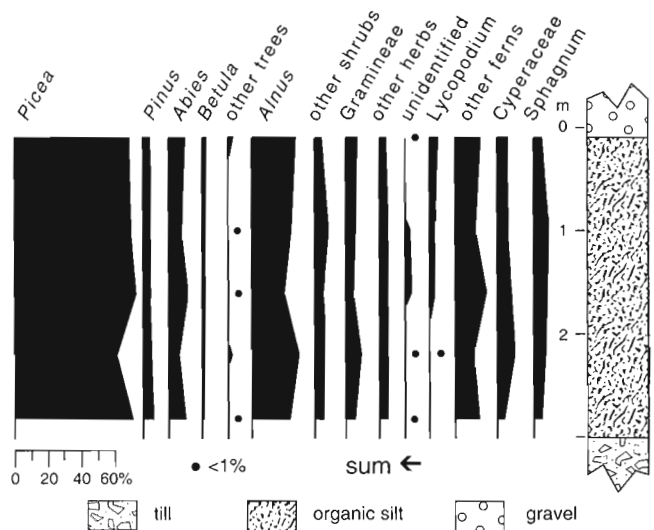 Picea
Pinus
Abies
Betula
other trees
Alnus
other shrubs
Gramineae
other herbs
unidentified
Lycopodium
other ferns
Cyperaceae
Sphagnum
m
0
1
2
0 20 40 60%
• <1%
sum ←
till
organic silt
gravel